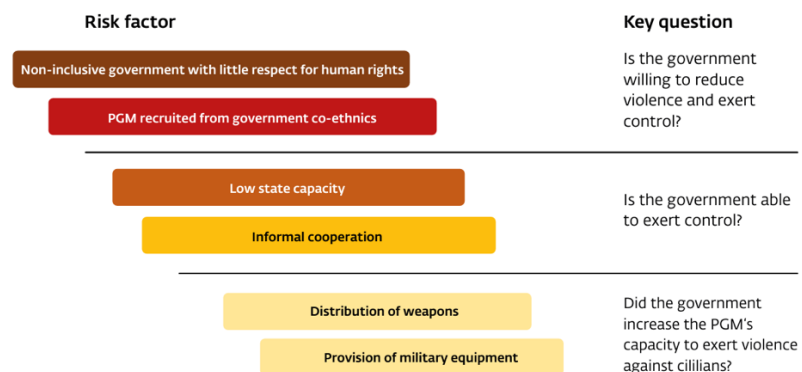 Risk factor
Key question
Non-inclusive government with little respect for human rights
PGM recruited from government co-ethnics
Is the government
willing to reduce
violence and exert
control?
Low state capacity
Informal cooperation
Is the government able
to exert control?
Distribution of weapons
Provision of military equipment
Did the government
increase the PGM's
capacity to exert violence
against cililians?